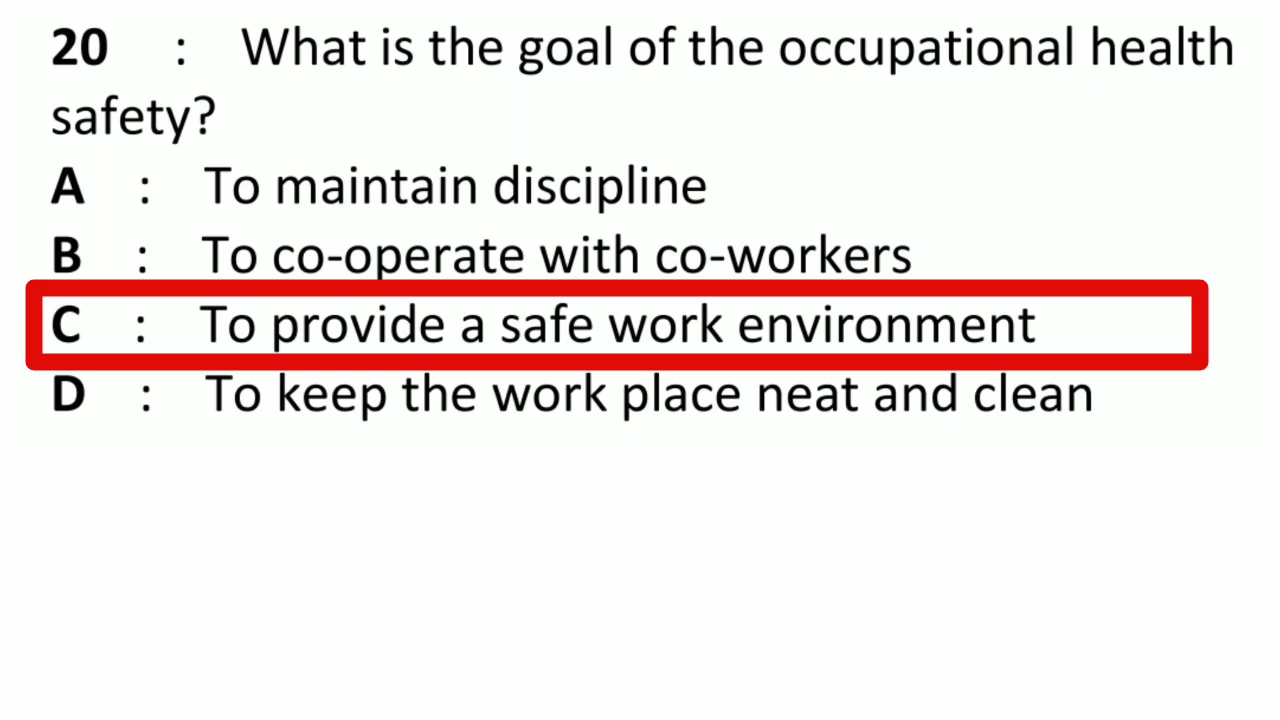 20 : What is the goal of the occupational health
safety?
A : To maintain discipline
B : To co-operate with co-workers
C : To provide a safe work environment
D : To keep the work place neat and clean